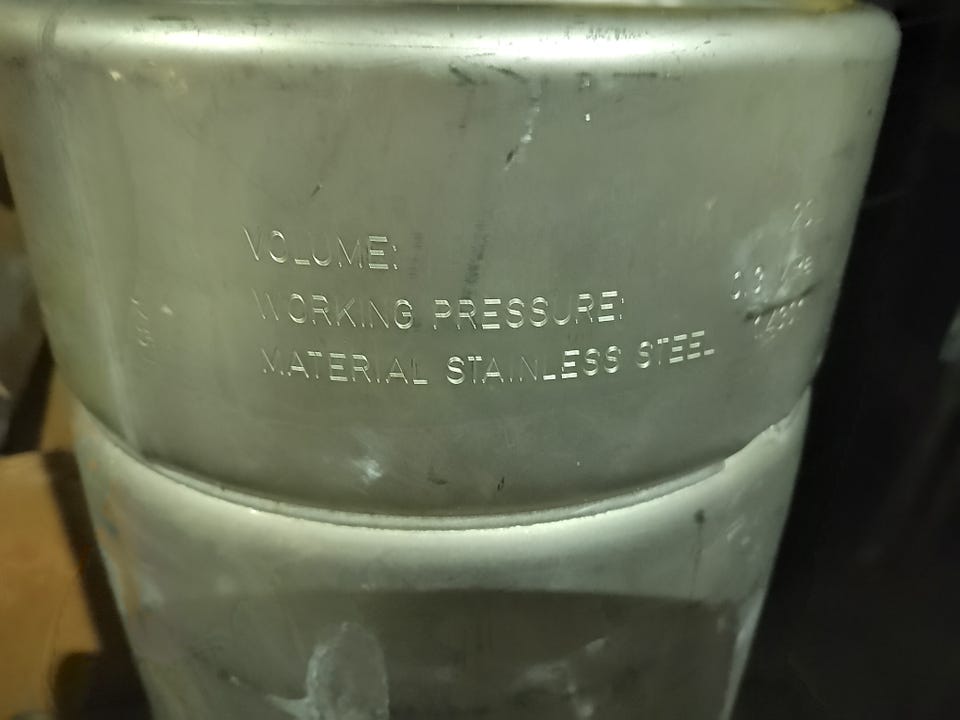 VOLUME:
WORKING PRESSURE:
MATERIAL STAINLESS STEEL